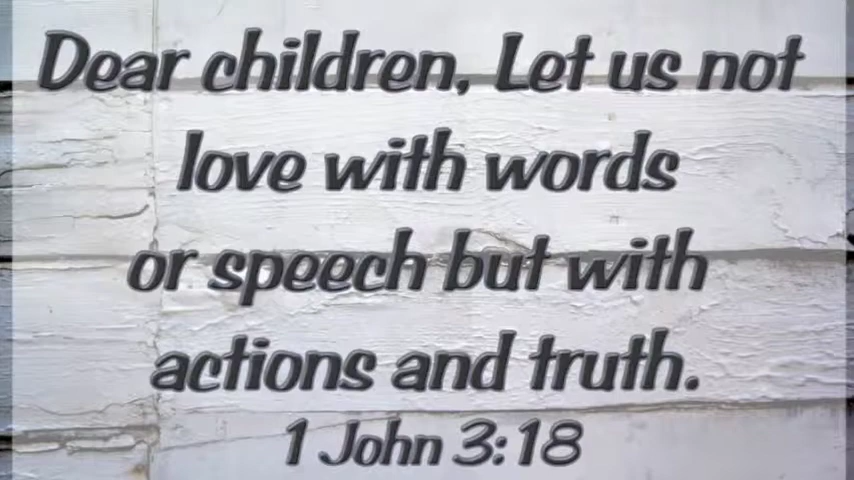 Dear children, Let us not
love with words
or speech but with
actions and truth.
1 John 3:18